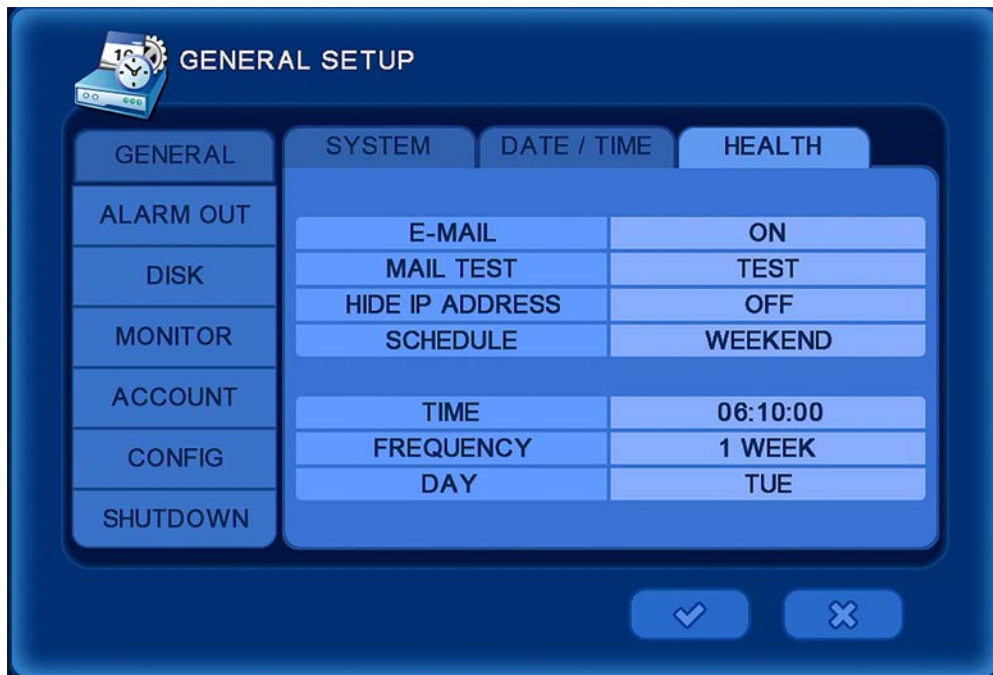 GENERAL SETUP
GENERAL
ALARM OUT
DISK
MONITOR
ACCOUNT
CONFIG
SHUTDOWN
SYSTEM DATE / TIME HEALTH
E-MAIL ON
MAIL TEST TEST
HIDE IP ADDRESS OFF
SCHEDULE WEEKEND
TIME 06:10:00
FREQUENCY 1 WEEK
DAY TUE